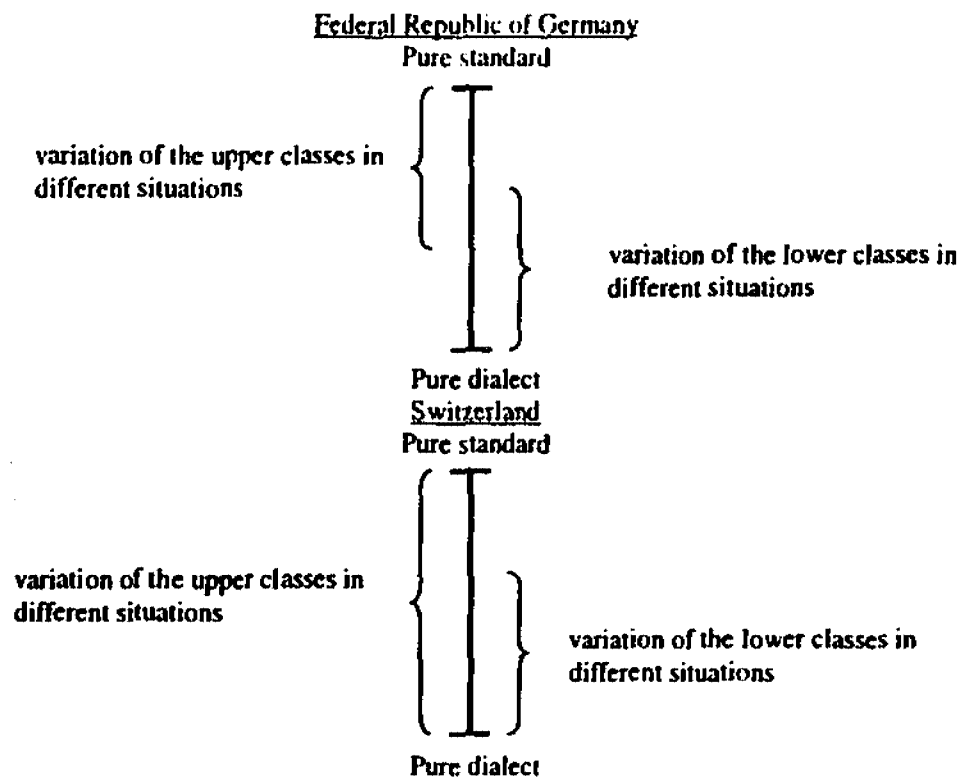 Federal Republic of Germany
Pure standard
variation of the upper classes in
different situations
variation of the lower classes in
different situations
Pure dialect
Switzerland
Pure standard
variation of the upper classes in
different situations
variation of the lower classes in
different situations
Pure dialect